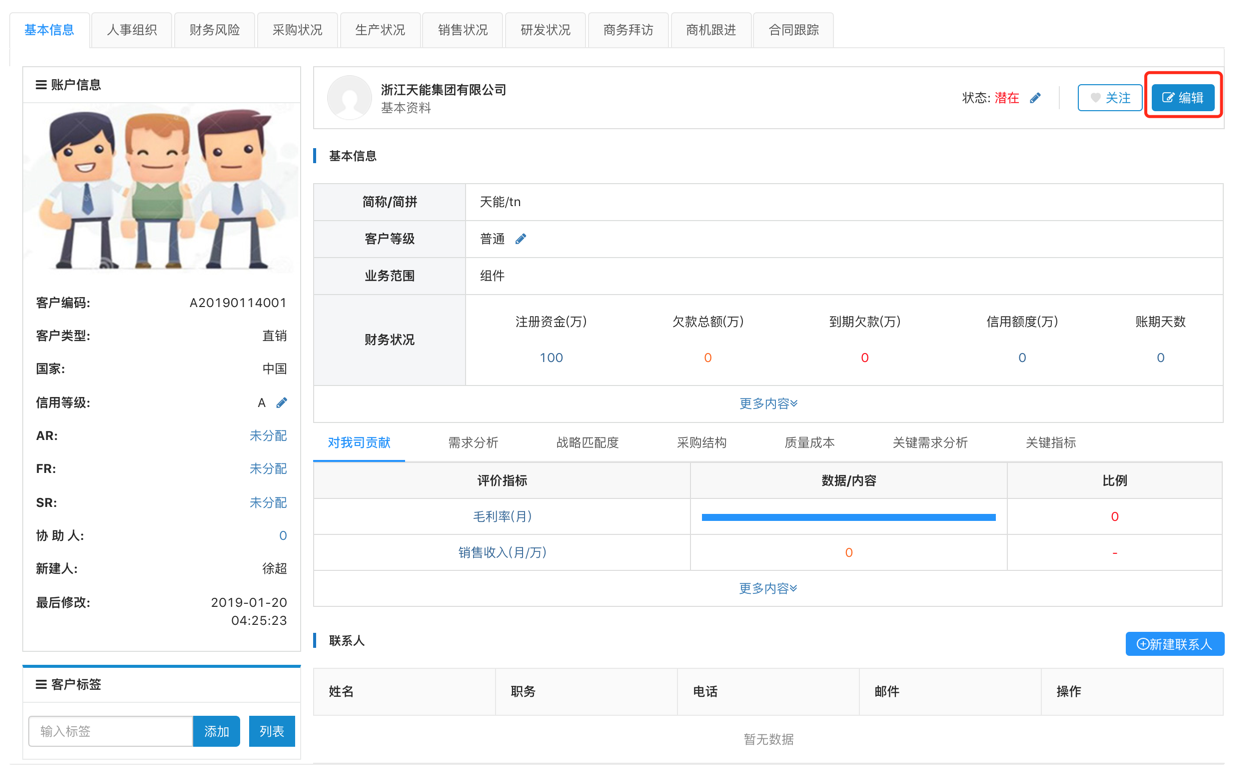 基本信息 人事组织 财务风险 采购状况 生产状况 销售状况 研发状况 商务拜访 商机跟进 合同跟踪
账户信息
客户编码: A20190114001
客户类型: 直销
国家: 中国
信用等级: A
AR: 未分配
FR: 未分配
SR: 未分配
协 助 人: 0
新建人: 徐超
最后修改: 2019-01-20
04:25:23
客户标签
输入标签 添加 列表
浙江天能集团有限公司
基本资料
状态: 潜在 关注 编辑
基本信息
简称/简拼 天能/tn
客户等级 普通
业务范围 组件
财务状况
注册资金(万) 欠款总额(万) 到期欠款(万) 信用额度(万) 账期天数
100 0 0 0 0
更多内容
对我司贡献 需求分析 战略匹配度 采购结构 质量成本 关键需求分析 关键指标
评价指标 数据/内容 比例
毛利率(月) 0
销售收入(月/万) 0 -
更多内容
联系人 新建联系人
姓名 职务 电话 邮件 操作
暂无数据